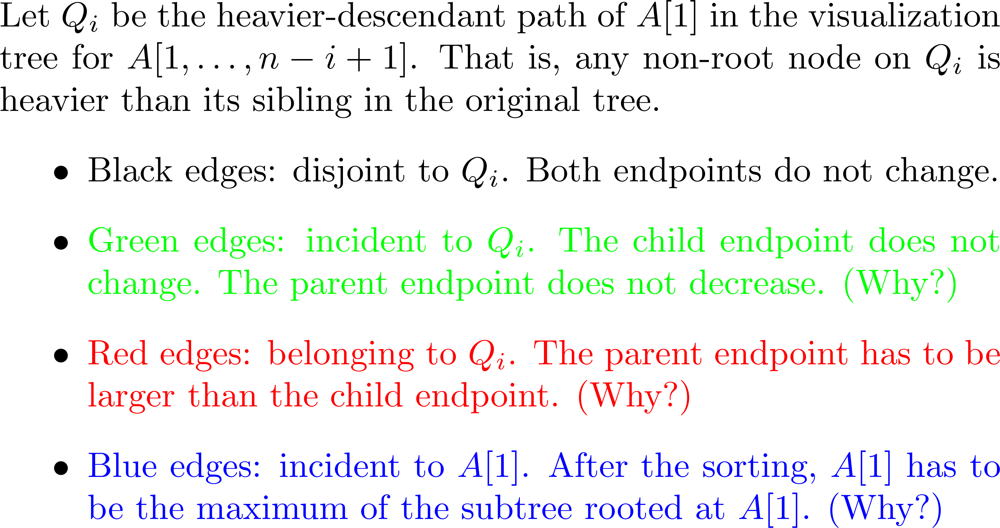 Let Q_i be the heavier-descendant path of A[1] in the visualization
tree for A[1, . . . , n − i + 1]. That is, any non-root node on Q_i is
heavier than its sibling in the original tree.
• Black edges: disjoint to Q_i. Both endpoints do not change.
• Green edges: incident to Q_i. The child endpoint does not
change. The parent endpoint does not decrease. (Why?)
• Red edges: belonging to Q_i. The parent endpoint has to be
larger than the child endpoint. (Why?)
• Blue edges: incident to A[1]. After the sorting, A[1] has to
be the maximum of the subtree rooted at A[1]. (Why?)